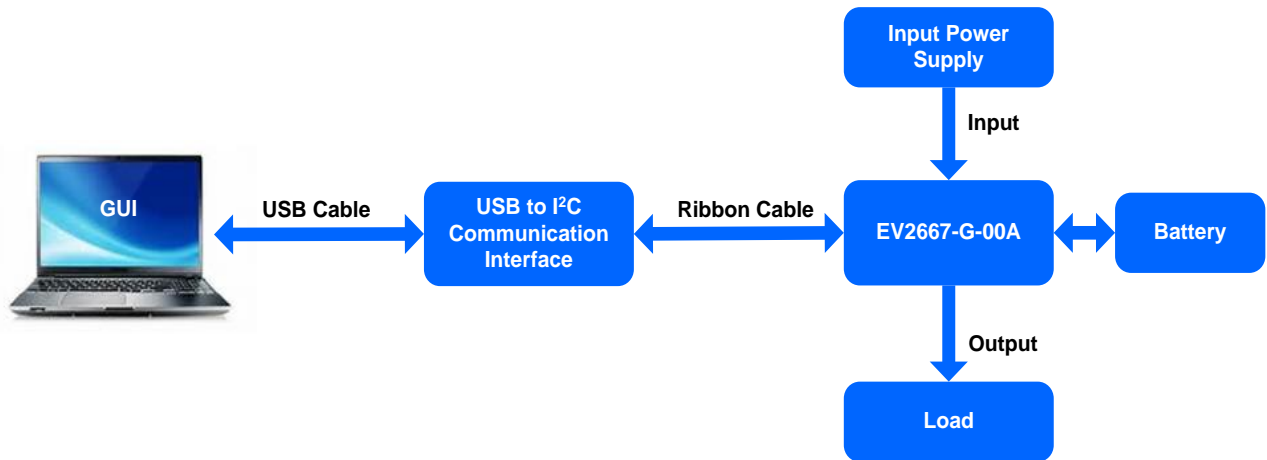 Input Power
Supply
Input
GUI
USB Cable
USB to I²C
Communication
Interface
Ribbon Cable
EV2667-G-00A
Battery
Output
Load